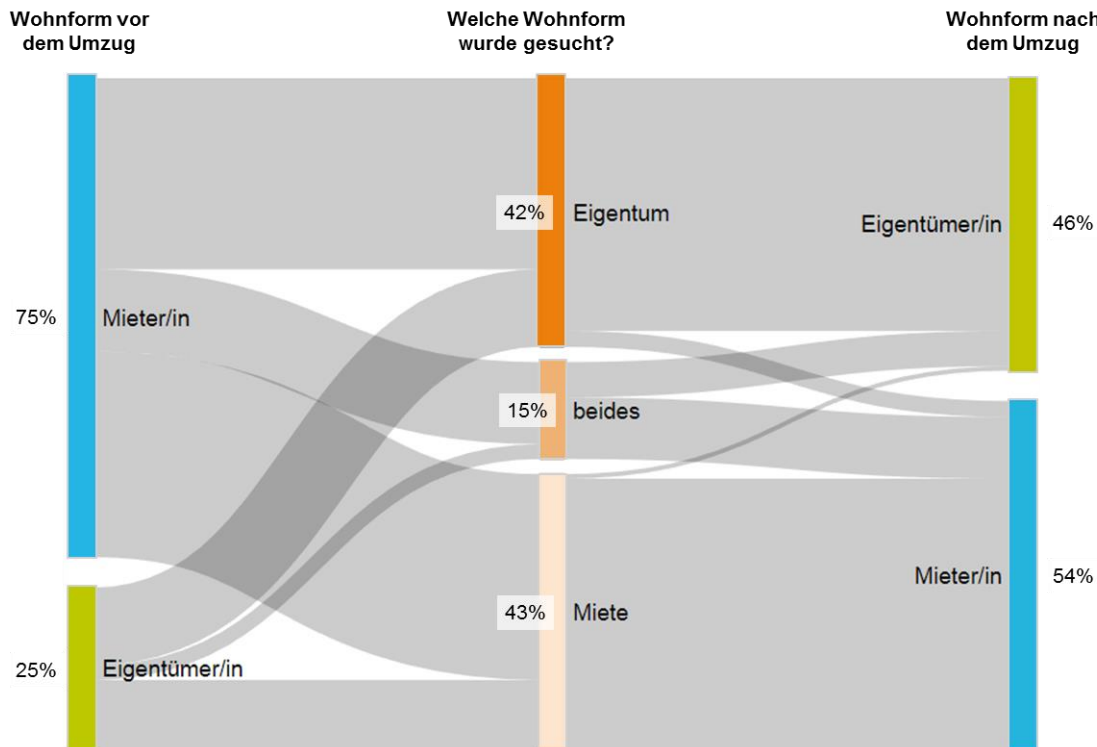 Wohnform vor
dem Umzug
Welche Wohnform
wurde gesucht?
Wohnform nach
dem Umzug
75%
Mieter/in
25%
Eigentümer/in
42%
Eigentum
15%
beides
43%
Miete
Eigentümer/in
46%
Mieter/in
54%